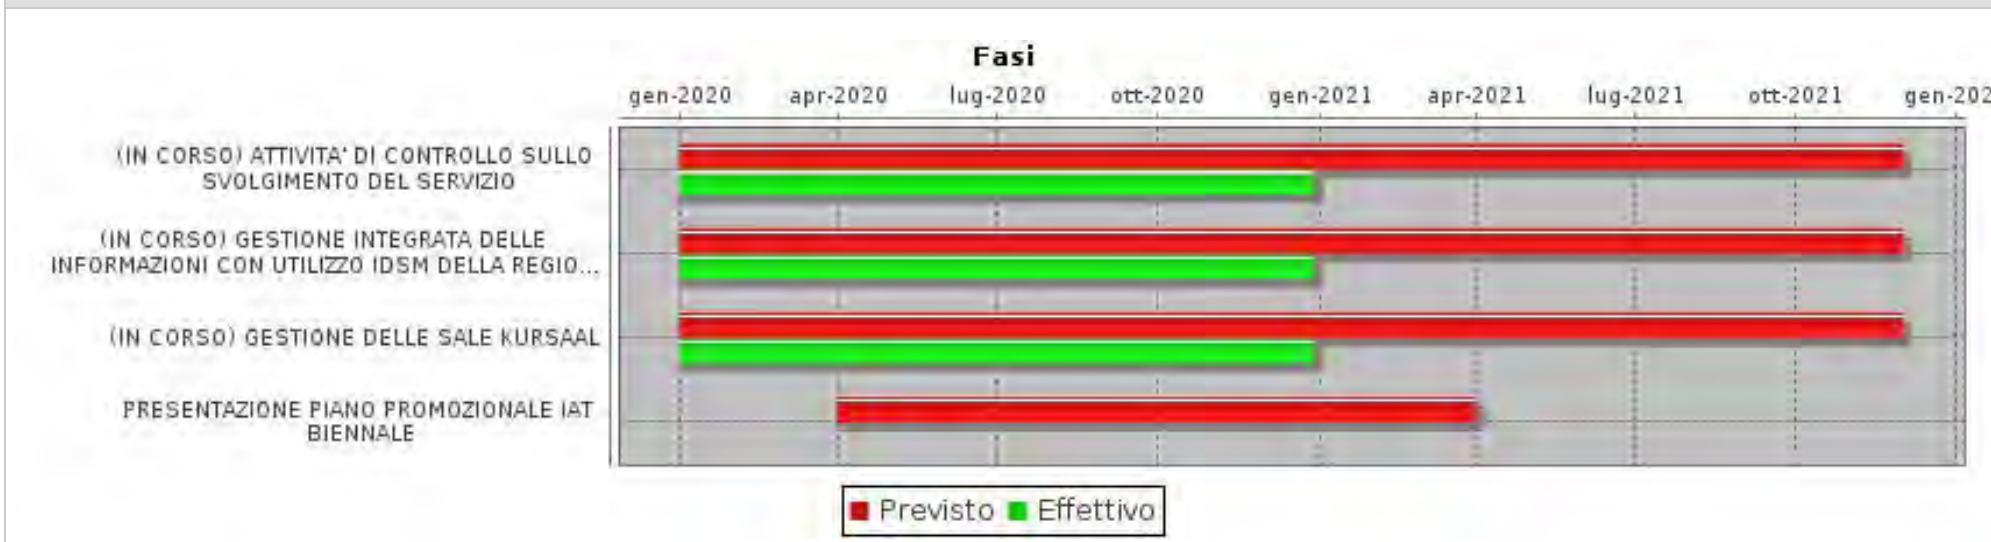 Fasi
gen-2020 apr-2020 lug-2020 ott-2020 gen-2021 apr-2021 lug-2021 ott-2021 gen-202
(IN CORSO) ATTIVITA' DI CONTROLLO SULLO
SVOLGIMENTO DEL SERVIZIO
(IN CORSO) GESTIONE INTEGRATA DELLE
INFORMAZIONI CON UTILIZZO IDSM DELLA REGIO...
(IN CORSO) GESTIONE DELLE SALE KURSAAL
PRESENTAZIONE PIANO PROMOZIONALE IAT
BIENNALE
Previsto Effettivo